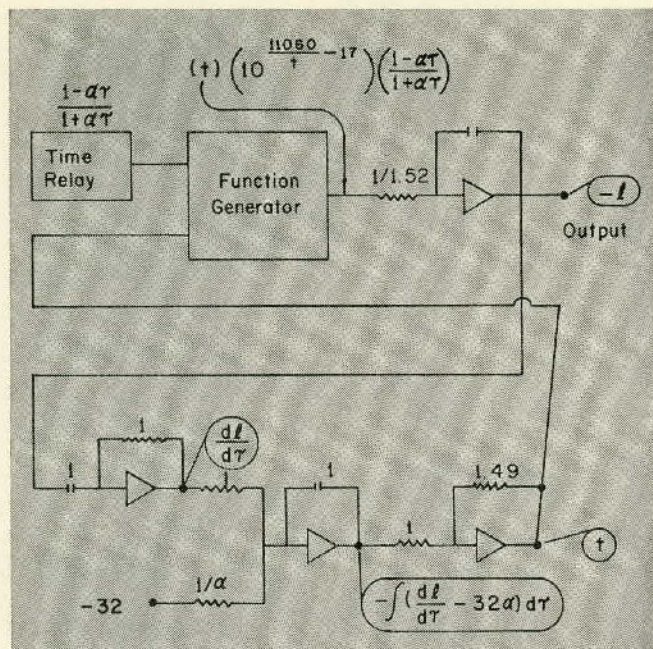 (t) (10^{11060/t - 17}) ((1-ατ)/(1+ατ))
(1-ατ)/(1+ατ)
Time
Relay
Function
Generator
1/1.52
-ℓ
Output
1
1
dℓ/dτ
1
1
1
1.49
t
-32
1/α
-∫(dℓ/dτ - 32α) dτ